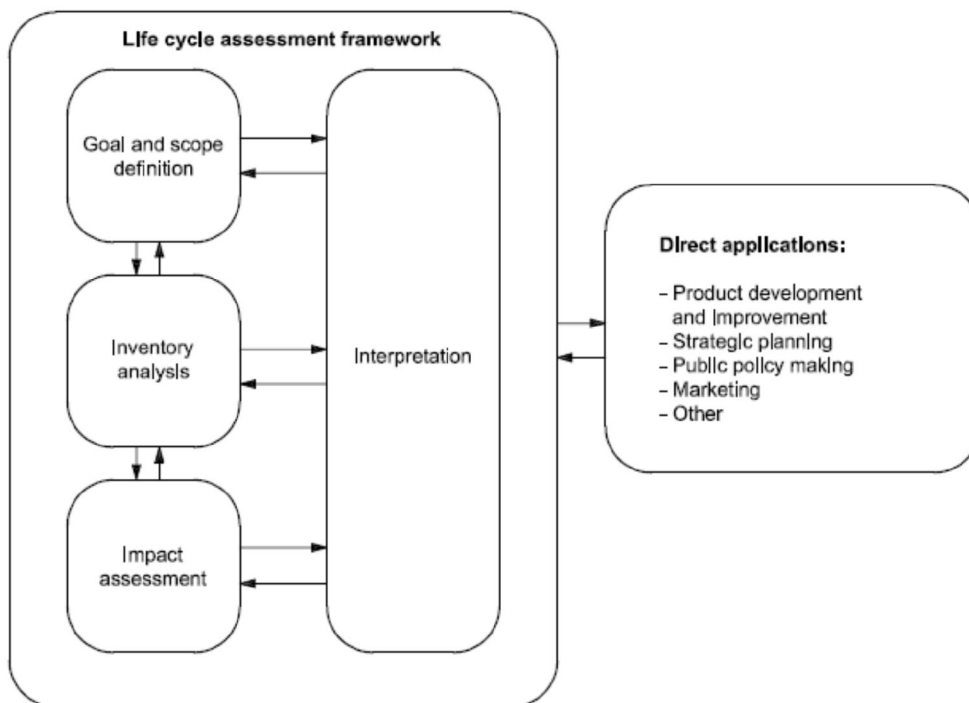 Life cycle assessment framework
Goal and scope
definition
Inventory
analysis
Impact
assessment
Interpretation
Direct applications:
– Product development
and improvement
– Strategic planning
– Public policy making
– Marketing
– Other